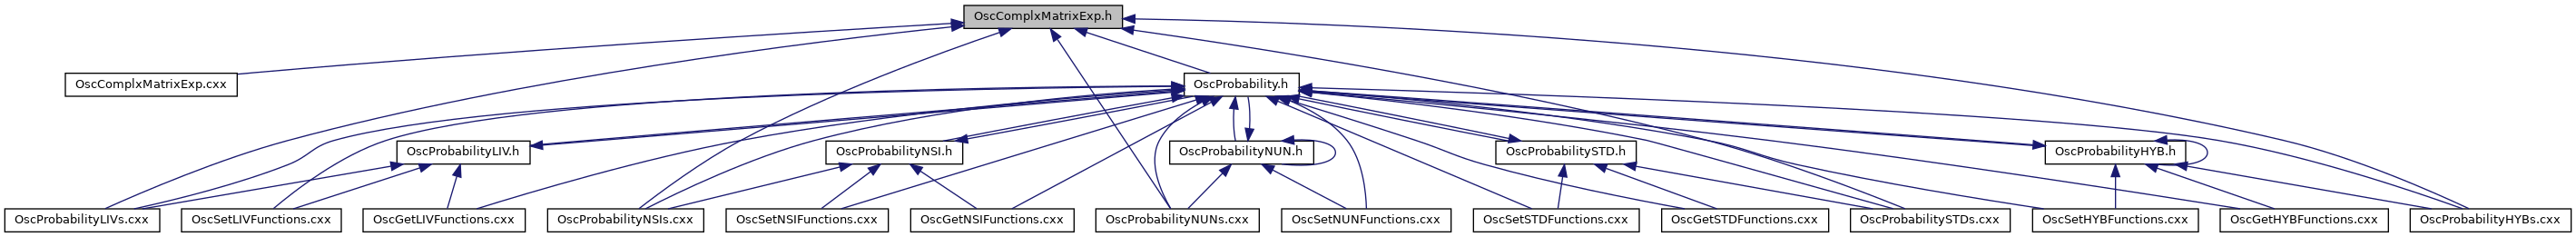 OscComplxMatrixExp.h
OscComplxMatrixExp.cxx
OscProbability.h
OscProbabilityLIV.h
OscProbabilityNSI.h
OscProbabilityNUN.h
OscProbabilitySTD.h
OscProbabilityHYB.h
OscProbabilityLIVs.cxx
OscSetLIVFunctions.cxx
OscGetLIVFunctions.cxx
OscProbabilityNSIs.cxx
OscSetNSIFunctions.cxx
OscGetNSIFunctions.cxx
OscProbabilityNUNs.cxx
OscSetNUNFunctions.cxx
OscSetSTDFunctions.cxx
OscGetSTDFunctions.cxx
OscProbabilitySTDs.cxx
OscSetHYBFunctions.cxx
OscGetHYBFunctions.cxx
OscProbabilityHYBs.cxx